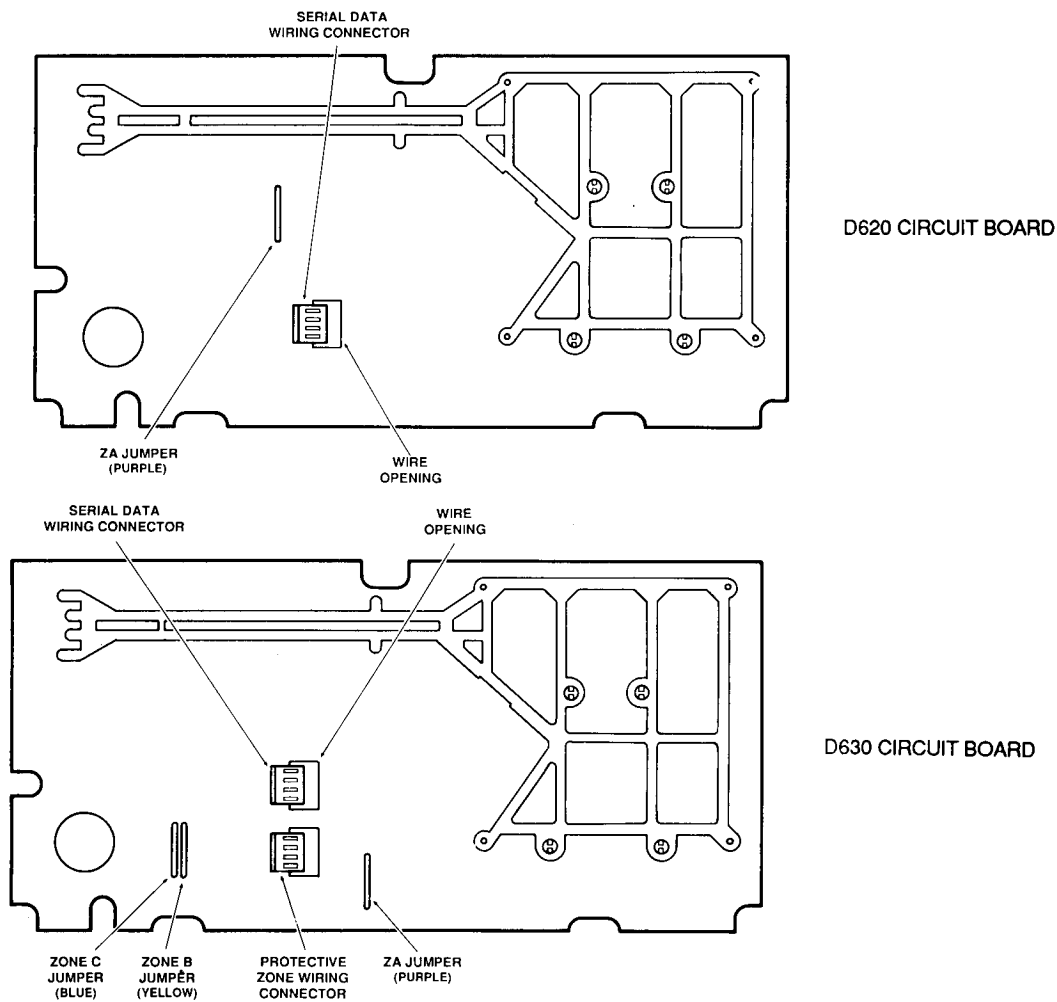 SERIAL DATA
WIRING CONNECTOR
D620 CIRCUIT BOARD
ZA JUMPER
(PURPLE)
WIRE
OPENING
SERIAL DATA
WIRING CONNECTOR
WIRE
OPENING
D630 CIRCUIT BOARD
ZONE C
JUMPER
(BLUE)
ZONE B
JUMPER
(YELLOW)
PROTECTIVE
ZONE WIRING
CONNECTOR
ZA JUMPER
(PURPLE)